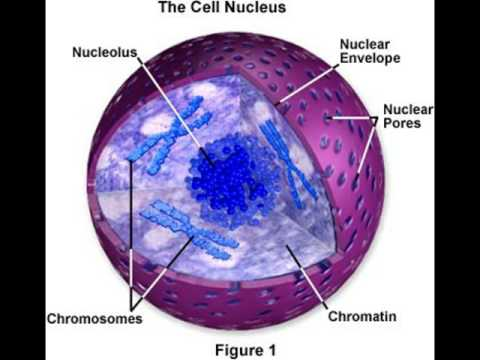 The Cell Nucleus
Nucleolus
Nuclear
Envelope
Nuclear
Pores
Chromosomes
Chromatin
Figure 1